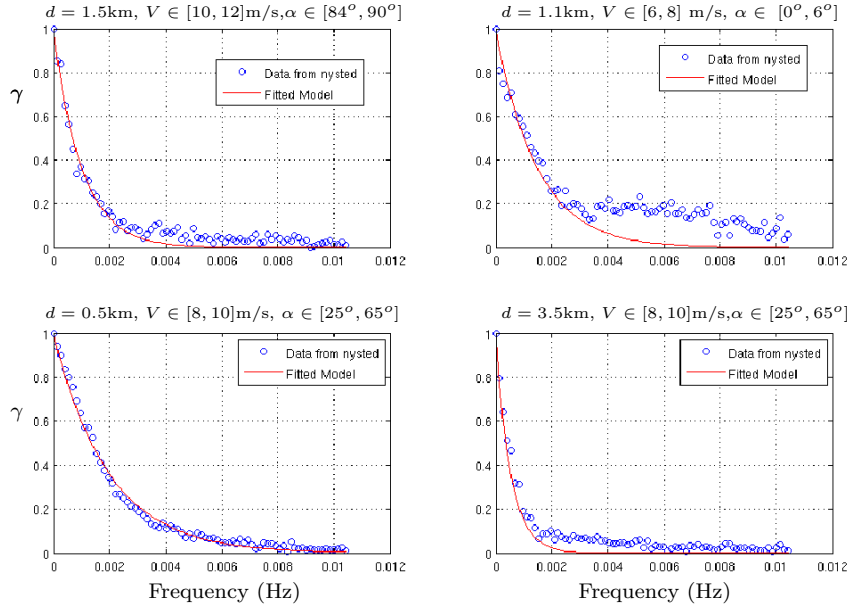 d = 1.5km, V ∈ [10, 12]m/s,α ∈ [84°, 90°]
1
0.8
0.6
0.4
0.2
0
γ
Data from nysted
Fitted Model
0 0.002 0.004 0.006 0.008 0.01 0.012
d = 1.1km, V ∈ [6, 8] m/s, α ∈ [0°, 6°]
1
0.8
0.6
0.4
0.2
0
Data from nysted
Fitted Model
0 0.002 0.004 0.006 0.008 0.01 0.012
d = 0.5km, V ∈ [8, 10]m/s, α ∈ [25°, 65°]
1
0.8
0.6
0.4
0.2
0
γ
Data from nysted
Fitted Model
0 0.002 0.004 0.006 0.008 0.01 0.012
Frequency (Hz)
d = 3.5km, V ∈ [8, 10]m/s,α ∈ [25°, 65°]
1
0.8
0.6
0.4
0.2
0
Data from nysted
Fitted Model
0 0.002 0.004 0.006 0.008 0.01 0.012
Frequency (Hz)